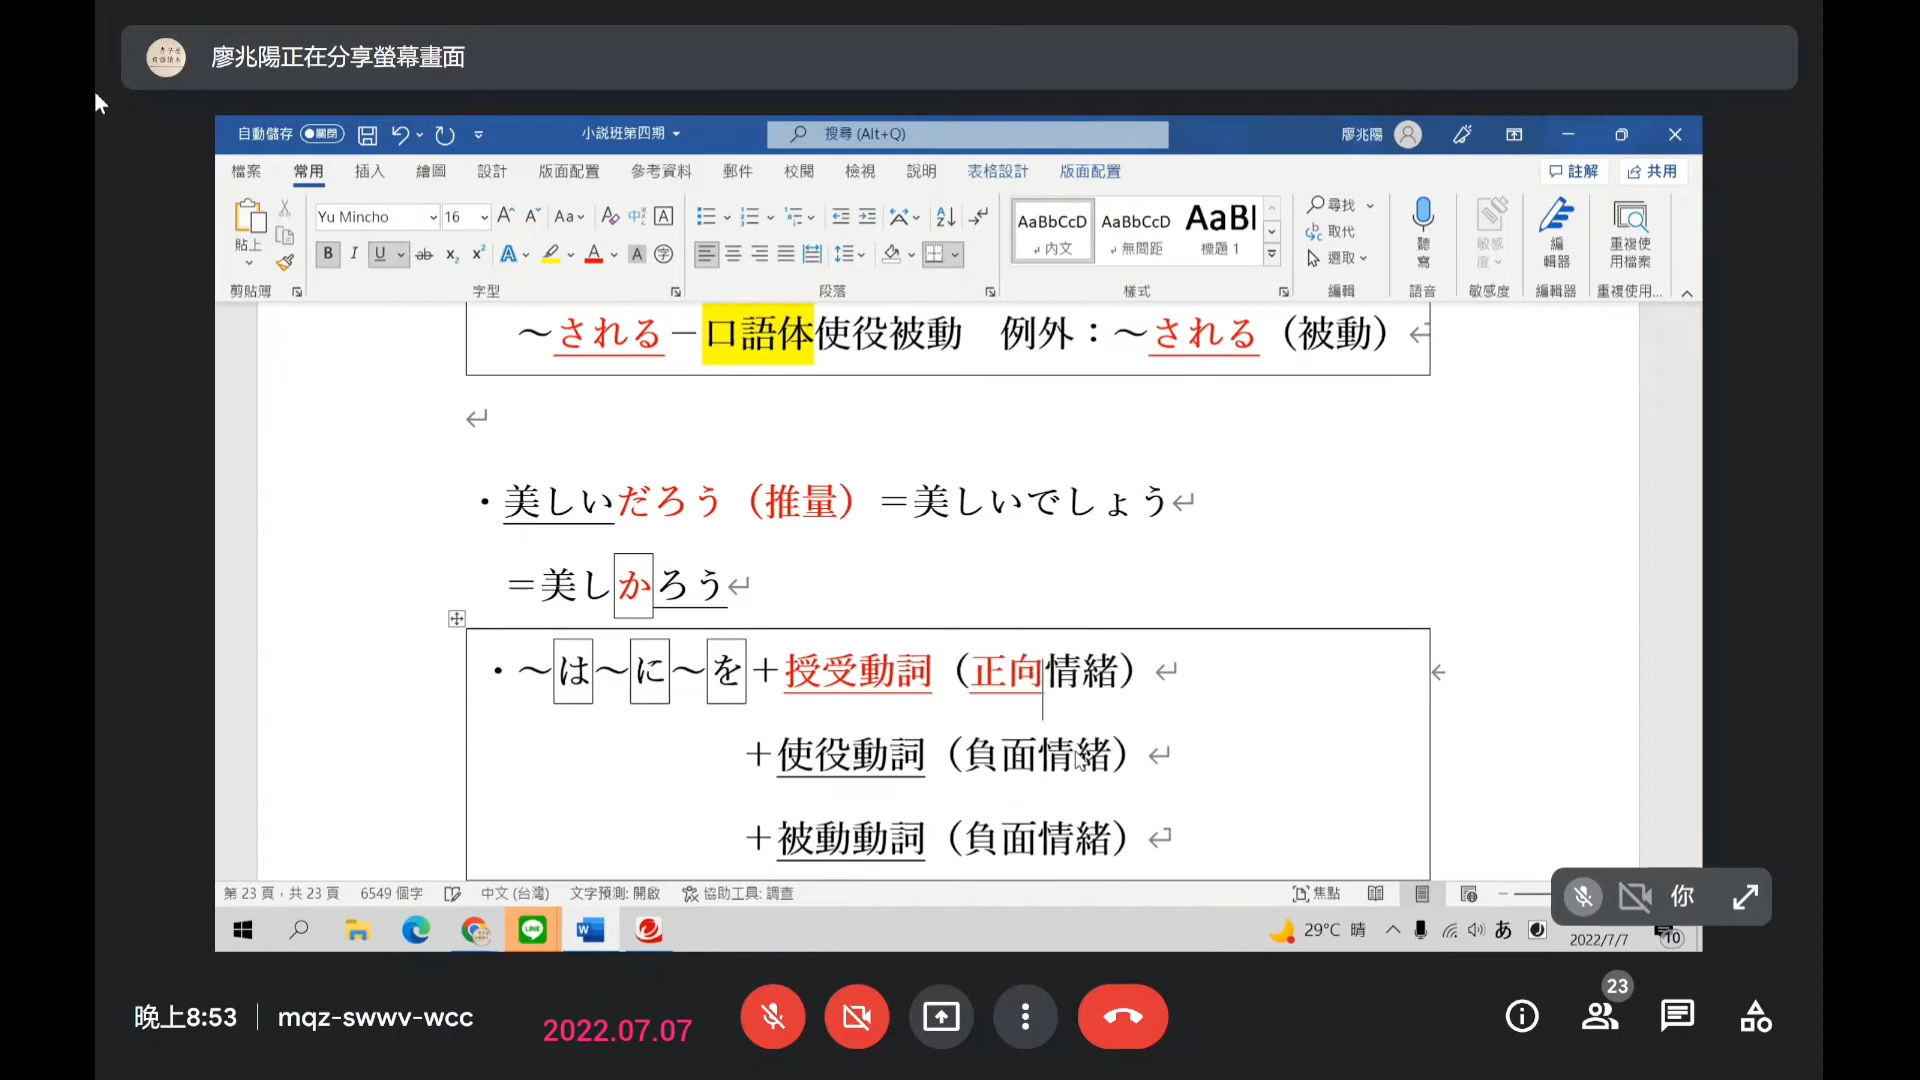 廖兆陽正在分享螢幕畫面
自動儲存 關閉 小説班第四期 搜尋 (Alt+Q) 廖兆陽
檔案 常用 插入 繪圖 設計 版面配置 參考資料 郵件 校閱 檢視 說明 表格設計 版面配置 註解 共用
貼上 Yu Mincho 16 AaBbCcD 內文 AaBbCcD 無間距 AaBl 標題 1 尋找 取代 選取 聽寫 敏感度 編輯器 重複使用檔案
剪貼簿 字型 段落 樣式 編輯 語音 敏感度 編輯器 重複使用...
～される－口語体使役被動　例外：～される（被動）
・美しいだろう（推量）＝美しいでしょう
＝美しかろう
・～は～に～を＋授受動詞（正向情緒）
＋使役動詞（負面情緒）
＋被動動詞（負面情緒）
第 23 頁，共 23 頁 6549 個字 中文 (台灣) 文字預測: 開啟 協助工具: 調查 焦點
你
29°C 晴 あ 2022/7/7 10
晚上8:53 mqz-swwv-wcc 2022.07.07 23